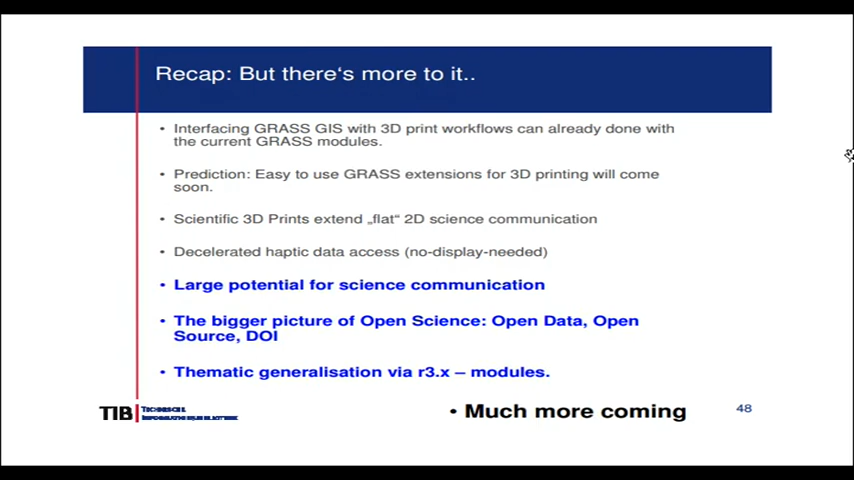 Recap: But there's more to it..
• Interfacing GRASS GIS with 3D print workflows can already done with
the current GRASS modules.
• Prediction: Easy to use GRASS extensions for 3D printing will come
soon.
• Scientific 3D Prints extend „flat“ 2D science communication
• Decelerated haptic data access (no-display-needed)
• Large potential for science communication
• The bigger picture of Open Science: Open Data, Open
Source, DOI
• Thematic generalisation via r3.x – modules.
• Much more coming
48
TIB